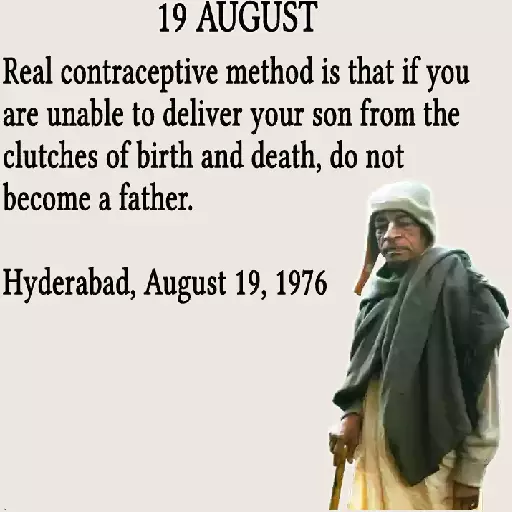 19 AUGUST
Real contraceptive method is that if you
are unable to deliver your son from the
clutches of birth and death, do not
become a father.
Hyderabad, August 19, 1976